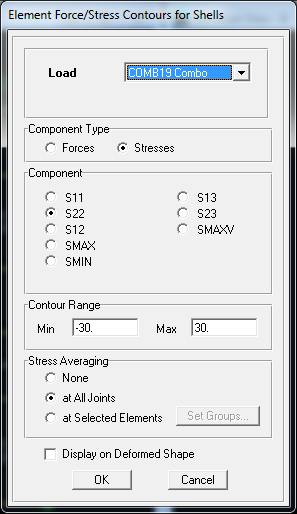 Element Force/Stress Contours for Shells
Load COMB19 Combo
Component Type
Forces Stresses
Component
S11 S13
S22 S23
S12 SMAXV
SMAX
SMIN
Contour Range
Min -30. Max 30.
Stress Averaging
None
at All Joints
at Selected Elements Set Groups...
Display on Deformed Shape
OK Cancel